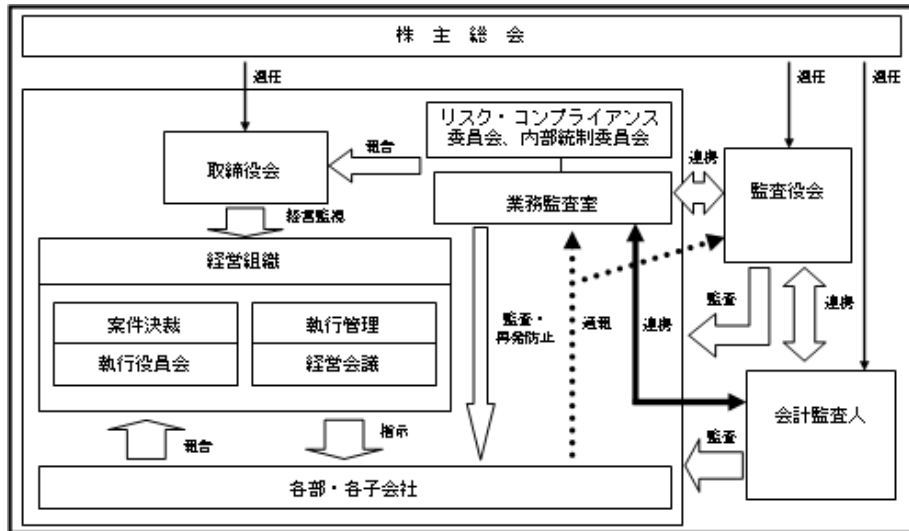 株主総会
選任
選任
選任
リスク・コンプライアンス
委員会、内部統制委員会
報告
連携
取締役会
監査役会
業務監査室
経営監視
経営組織
案件決裁
執行管理
監査・
再発防止
通報
連携
監査
連携
執行役員会
経営会議
会計監査人
報告
指示
監査
各部・各子会社